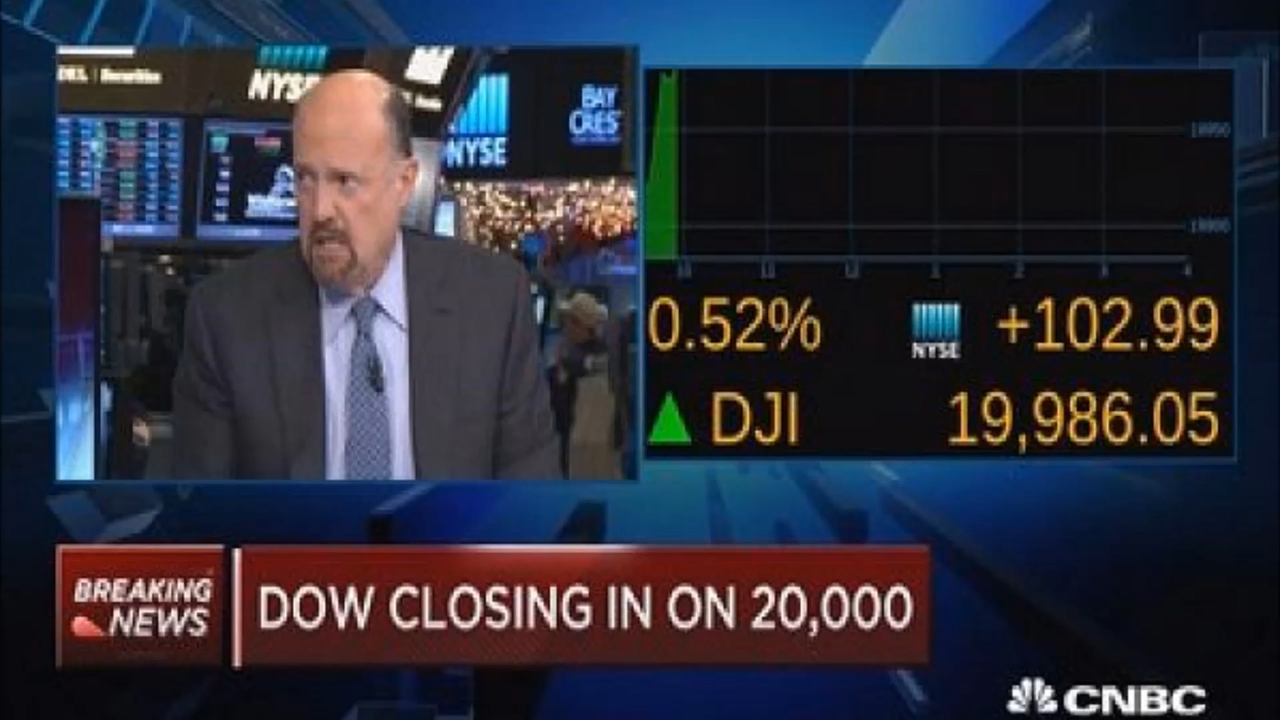 NYSE
NYSE
BAY
CREST
0.52%
NYSE
+102.99
DJI
19,986.05
BREAKING
NEWS
DOW CLOSING IN ON 20,000
CNBC